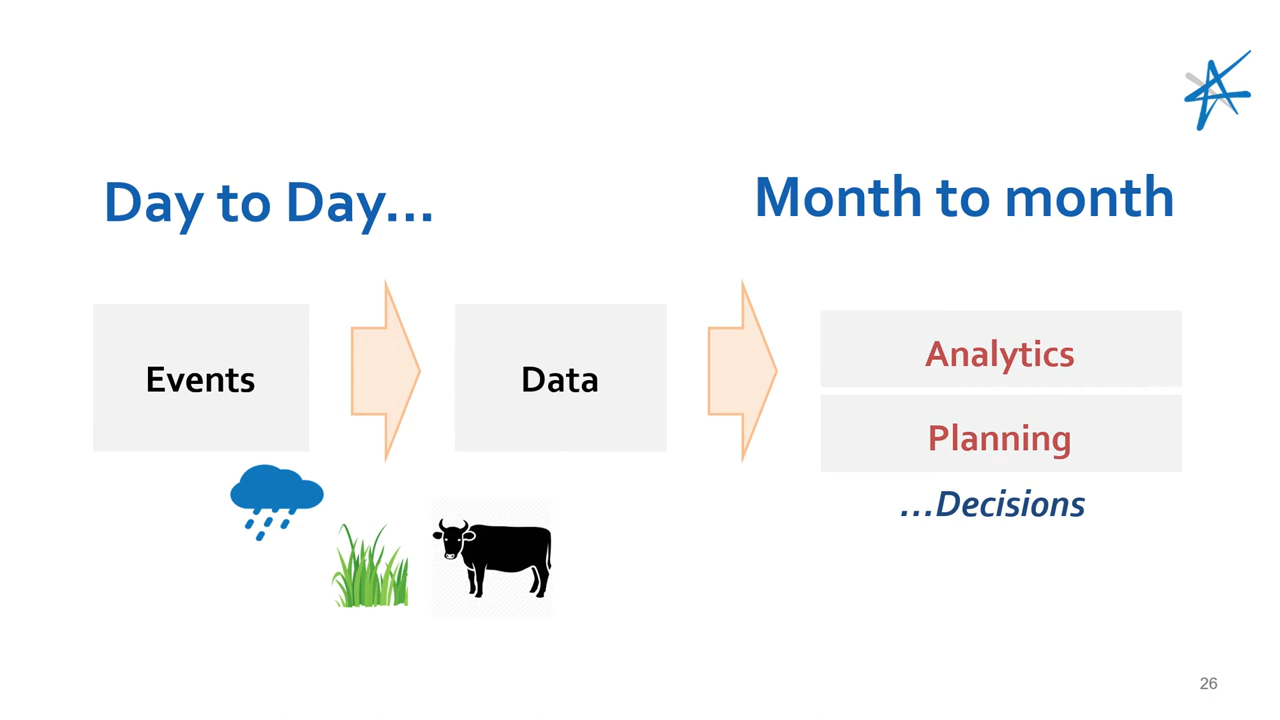 Day to Day...
Month to month
Events
Data
Analytics
Planning
...Decisions
26